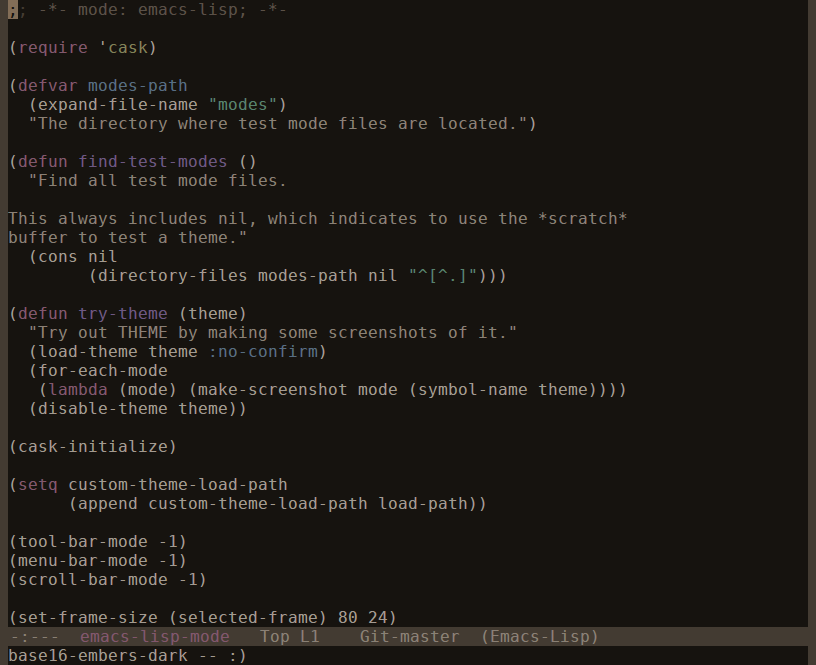 ;; -*- mode: emacs-lisp; -*-

(require 'cask)

(defvar modes-path
  (expand-file-name "modes")
  "The directory where test mode files are located.")

(defun find-test-modes ()
  "Find all test mode files.

This always includes nil, which indicates to use the *scratch*
buffer to test a theme."
  (cons nil
        (directory-files modes-path nil "^[^.]")))

(defun try-theme (theme)
  "Try out THEME by making some screenshots of it."
  (load-theme theme :no-confirm)
  (for-each-mode
   (lambda (mode) (make-screenshot mode (symbol-name theme))))
  (disable-theme theme))

(cask-initialize)

(setq custom-theme-load-path
      (append custom-theme-load-path load-path))

(tool-bar-mode -1)
(menu-bar-mode -1)
(scroll-bar-mode -1)

(set-frame-size (selected-frame) 80 24)
-:---  emacs-lisp-mode   Top L1    Git-master  (Emacs-Lisp)
base16-embers-dark -- :)